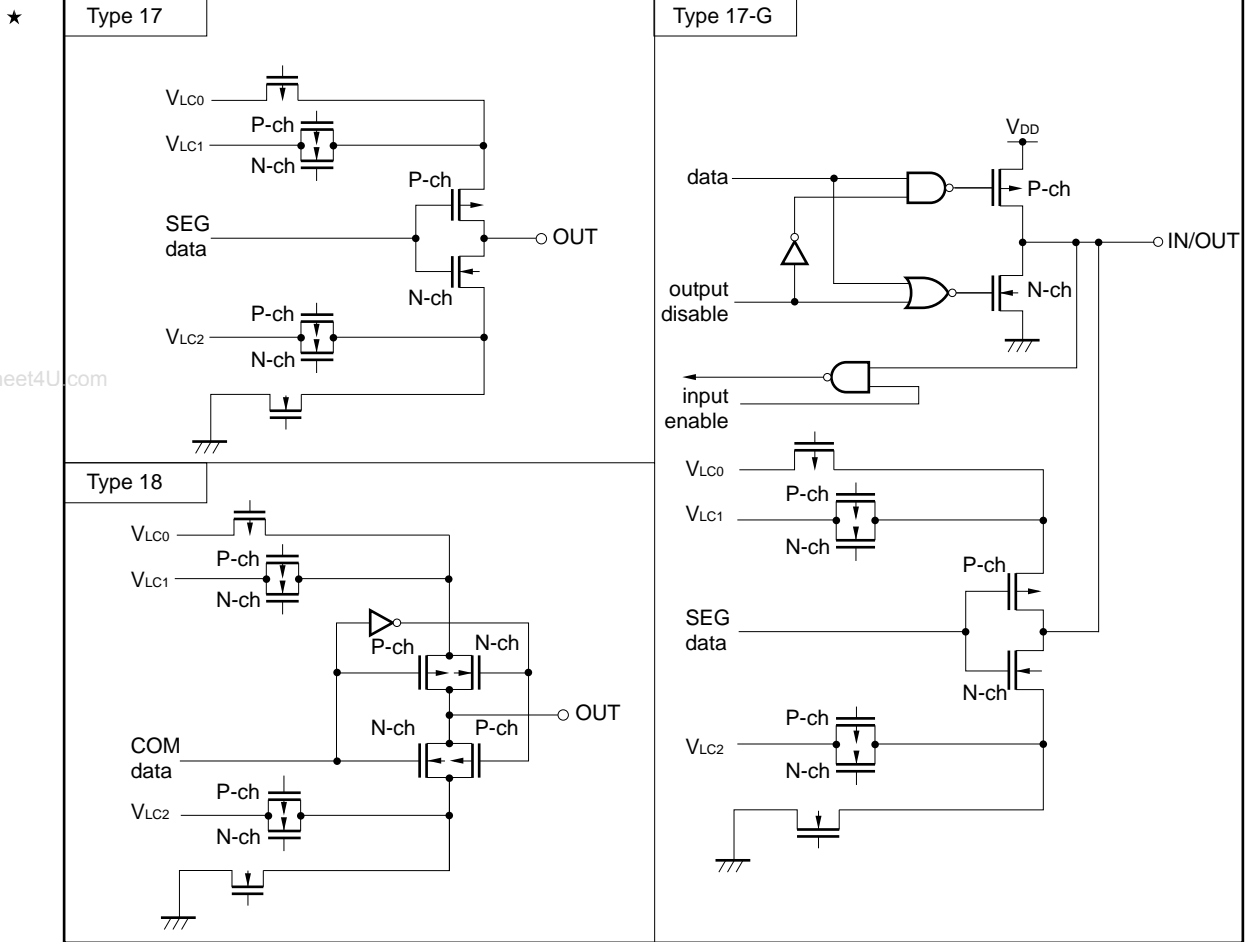 ★
Type 17
VLC0
P-ch
VLC1
N-ch
P-ch
SEG
data
OUT
N-ch
P-ch
VLC2
N-ch
Type 18
VLC0
P-ch
VLC1
N-ch
P-ch
N-ch
N-ch
P-ch
OUT
COM
data
P-ch
VLC2
N-ch
Type 17-G
VDD
data
P-ch
IN/OUT
output
disable
N-ch
input
enable
VLC0
P-ch
VLC1
N-ch
P-ch
SEG
data
N-ch
P-ch
VLC2
N-ch
neet4U.com